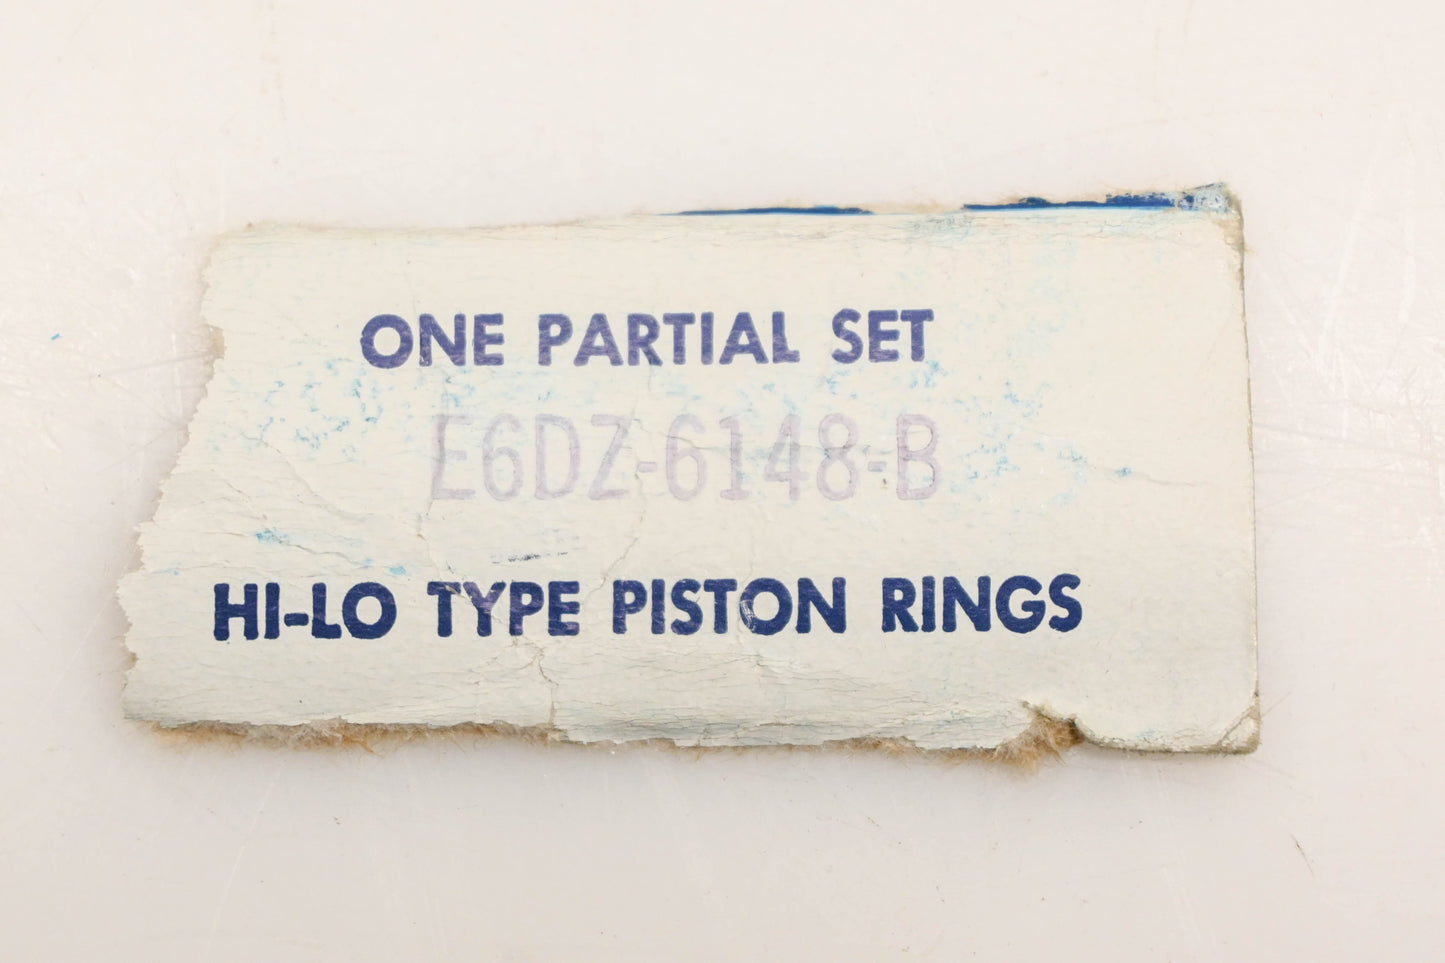 ONE PARTIAL SET
E6DZ-6148-B
HI-LO TYPE PISTON RINGS